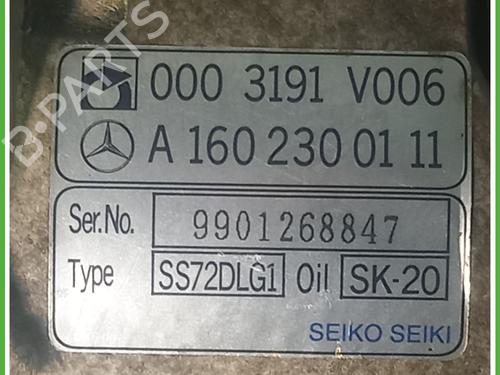 000 3191 V006
A 160 230 01 11
Ser.No. 9901268847
Type SS72DLG1 Oil SK-20
SEIKO SEIKI
B-PARTS